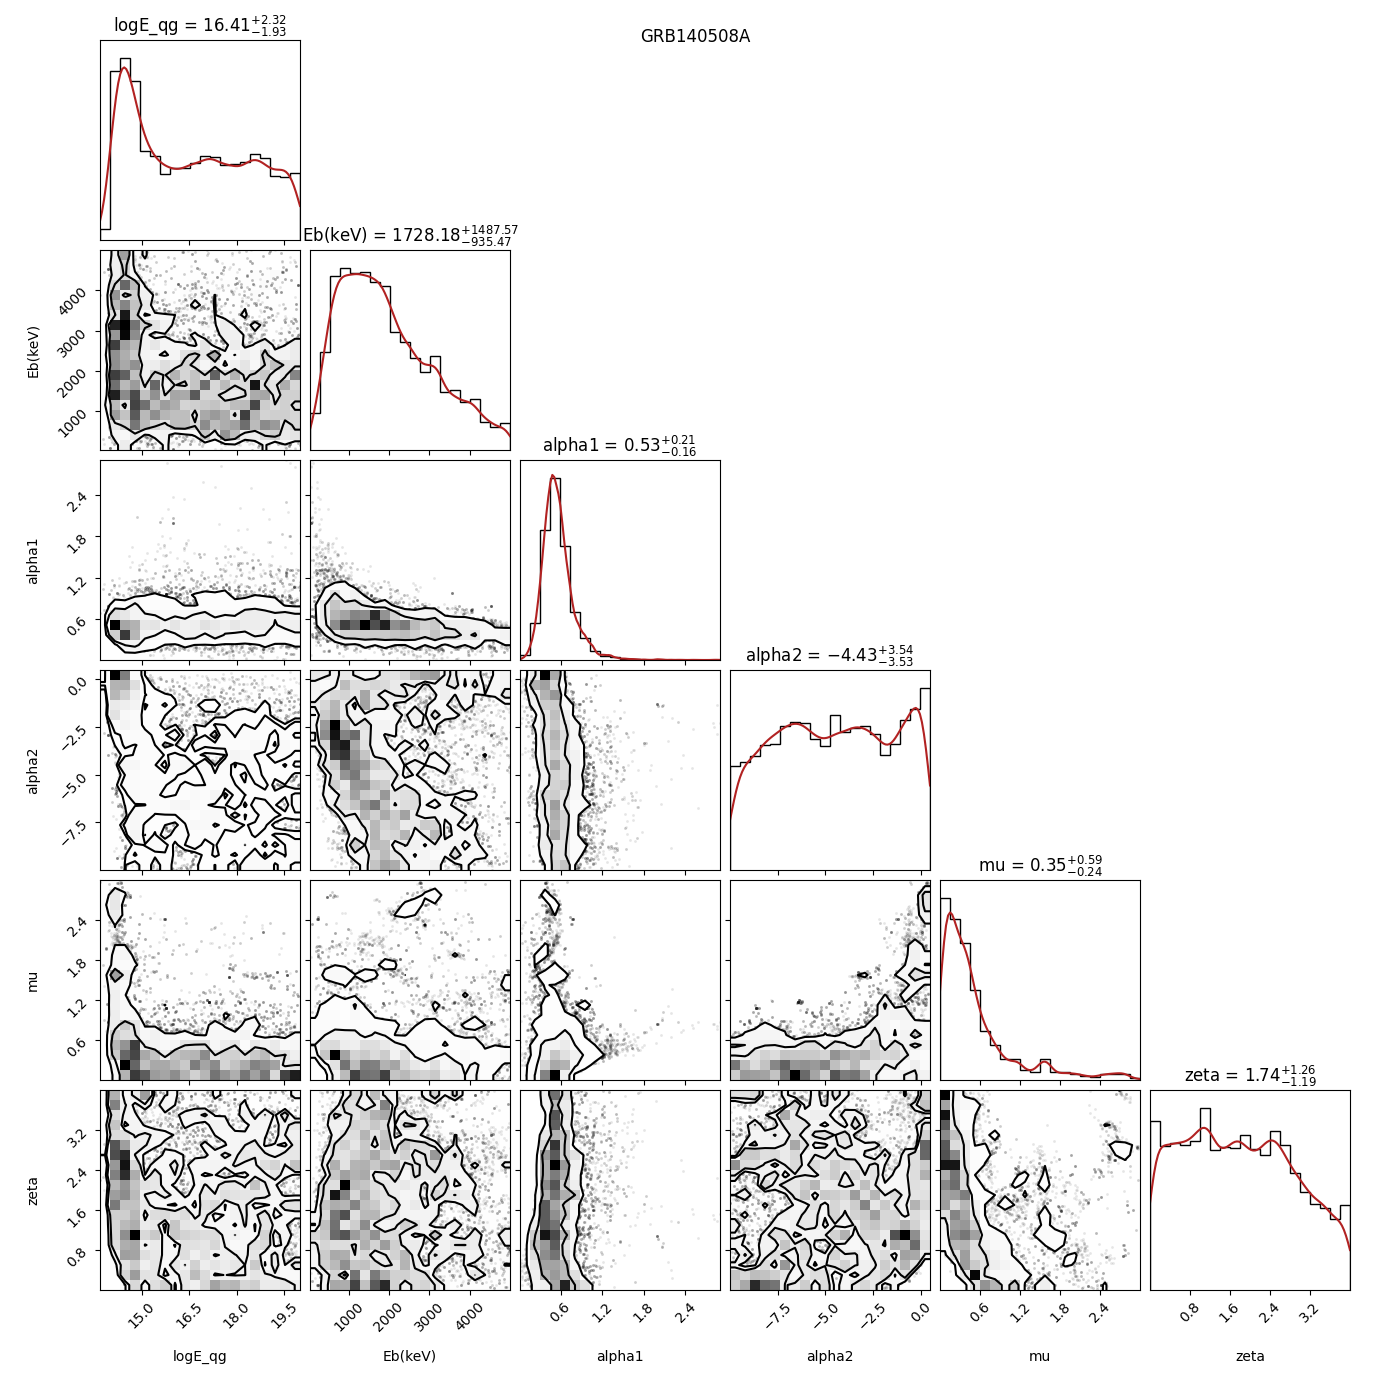 GRB140508A
logE_qg = 16.41+2.32 −1.93
Eb(keV) = 1728.18+1487.57 −935.47
4000
3000
2000
1000
Eb(keV)
alpha1 = 0.53+0.21 −0.16
2.4
1.8
1.2
0.6
alpha1
alpha2 = −4.43+3.54 −3.53
0.0
−2.5
−5.0
−7.5
alpha2
mu = 0.35+0.59 −0.24
2.4
1.8
1.2
0.6
mu
zeta = 1.74+1.26 −1.19
3.2
2.4
1.6
0.8
zeta
15.0 16.5 18.0 19.5 1000 2000 3000 4000 0.6 1.2 1.8 2.4 −7.5 −5.0 −2.5 0.0 0.6 1.2 1.8 2.4 0.8 1.6 2.4 3.2
logE_qg Eb(keV) alpha1 alpha2 mu zeta